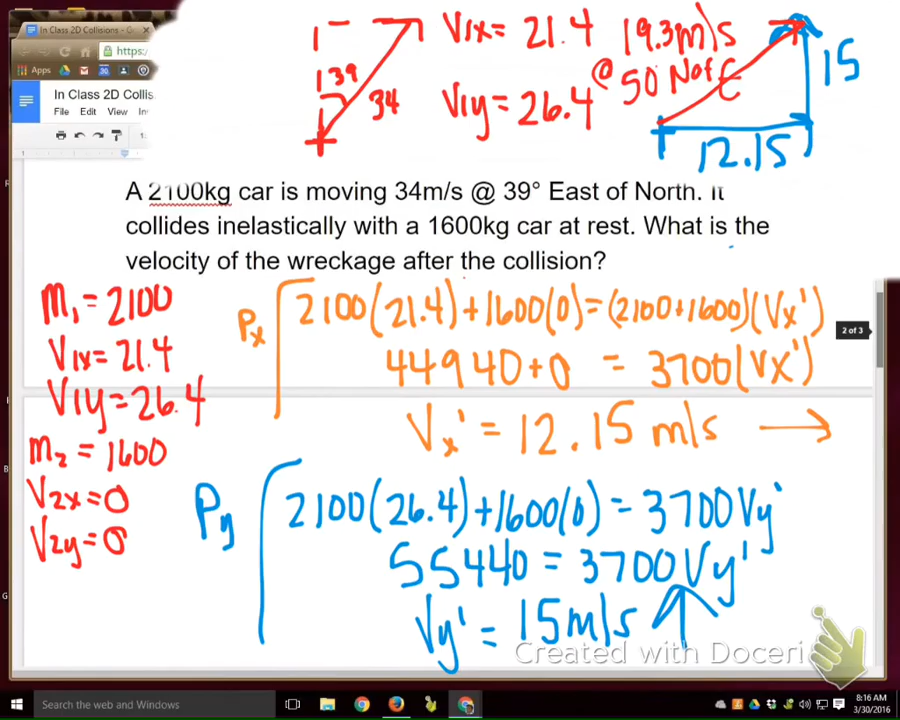 In Class 2D Collisions -
https:
Apps
In Class 2D Collis
File Edit View
39
34
V1x = 21.4
V1y = 26.4
19.3m/s
@ 50 N of E
15
12.15
A 2100kg car is moving 34m/s @ 39° East of North. It
collides inelastically with a 1600kg car at rest. What is the
velocity of the wreckage after the collision?
m1 = 2100
V1x = 21.4
V1y = 26.4
m2 = 1600
V2x = 0
V2y = 0
Px
2100(21.4)+1600(0)=(2100+1600)(Vx')
44940+0 = 3700(Vx')
Vx' = 12.15 m/s →
2 of 3
Py
2100(26.4)+1600(0) = 3700Vy'
55440 = 3700Vy'
Vy' = 15m/s ↑
Created with Doceri
Search the web and Windows
8:16 AM
3/30/2016